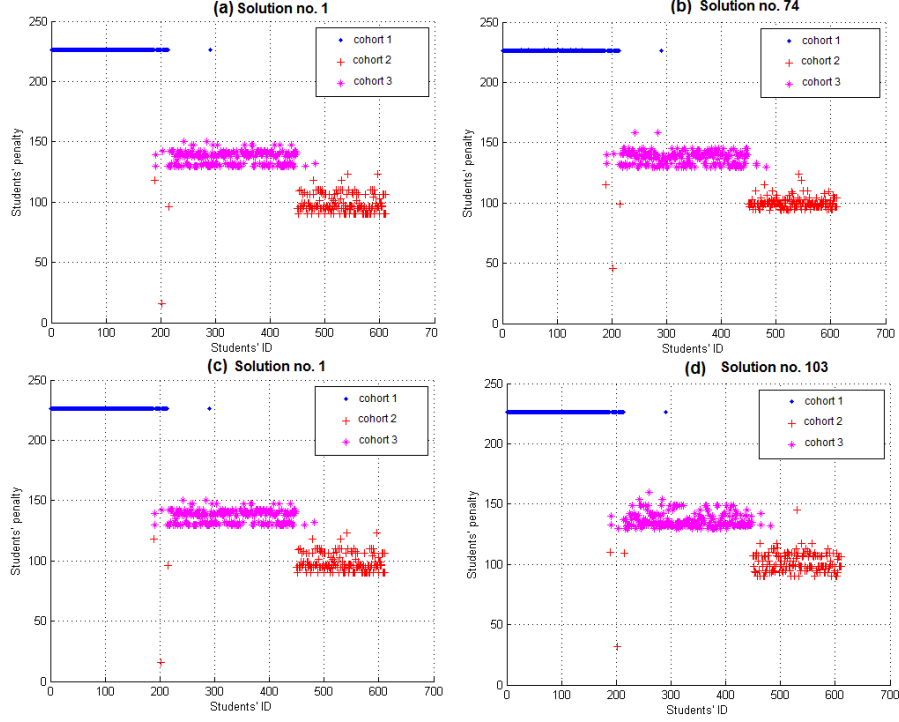 (a) Solution no. 1
250
200
150
100
50
0
Students' penalty
cohort 1
cohort 2
cohort 3
0 100 200 300 400 500 600 70
Students' ID
(b) Solution no. 74
250
200
150
100
50
0
Students' penalty
cohort 1
cohort 2
cohort 3
0 100 200 300 400 500 600 700
Students' ID
(c) Solution no. 1
250
200
150
100
50
0
Students' penalty
cohort 1
cohort 2
cohort 3
0 100 200 300 400 500 600 700
Students' ID
(d) Solution no. 103
250
200
150
100
50
0
Students' penalty
cohort 1
cohort 2
cohort 3
0 100 200 300 400 500 600 700
Students' ID